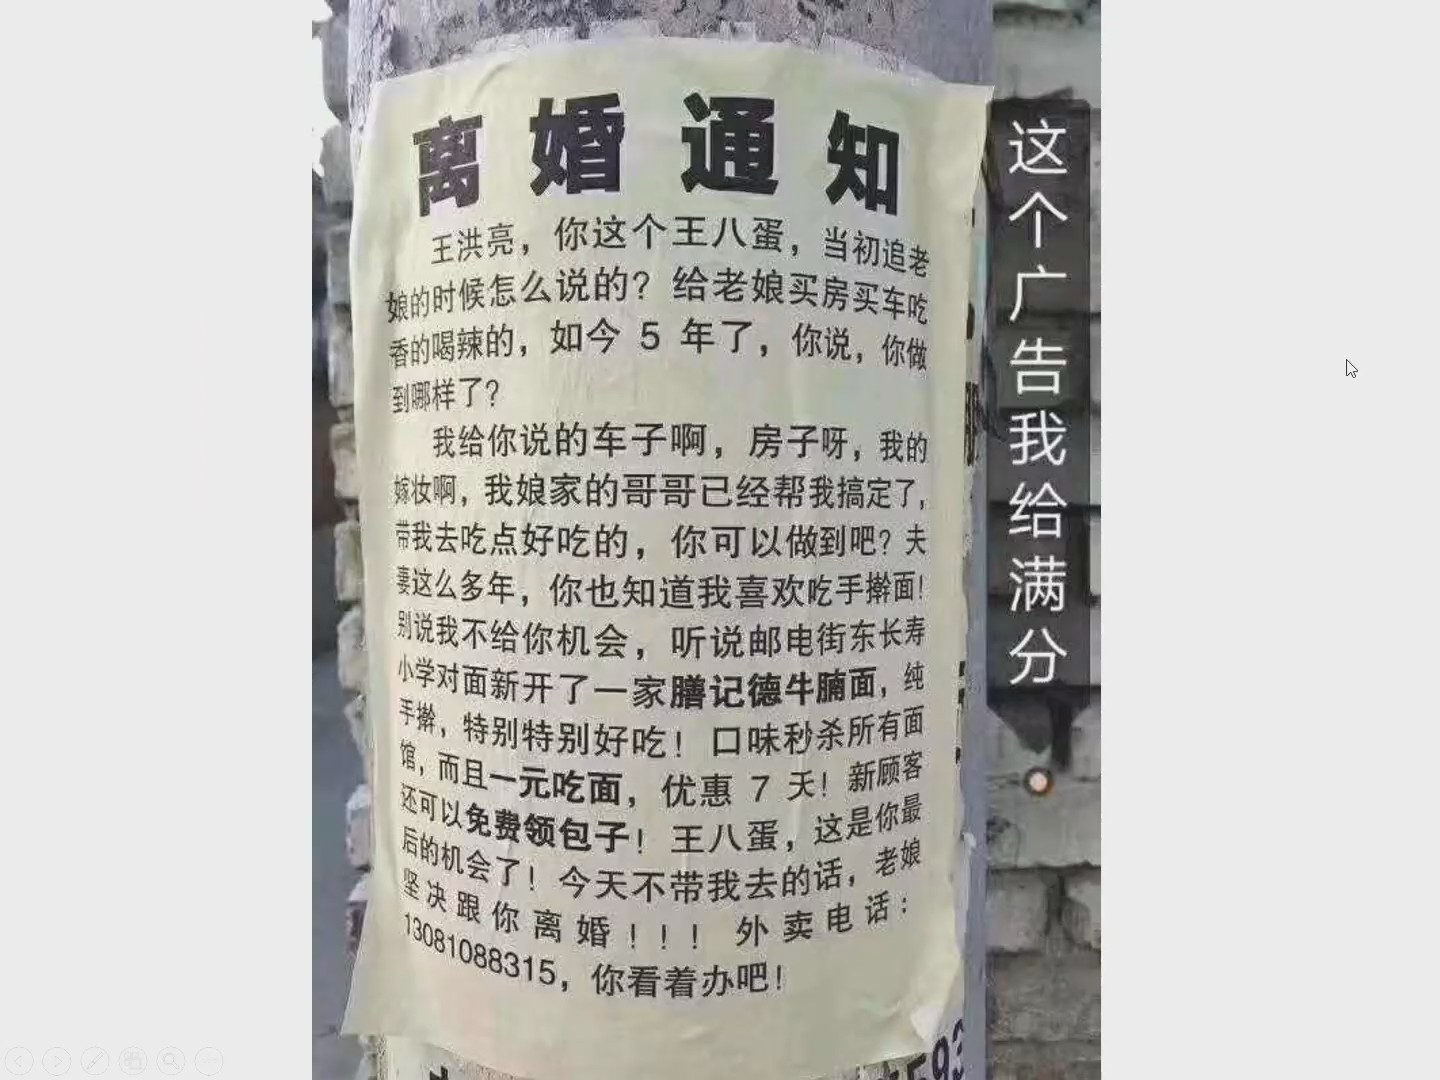 离婚通知
王洪亮，你这个王八蛋，当初追老
娘的时候怎么说的？给老娘买房买车吃
香的喝辣的，如今 5 年了，你说，你做
到哪样了？
我给你说的车子啊，房子呀，我的
嫁妆啊，我娘家的哥哥已经帮我搞定了，
带我去吃点好吃的，你可以做到吧？夫
妻这么多年，你也知道我喜欢吃手擀面！
别说我不给你机会，听说邮电街东长寿
小学对面新开了一家膳记德牛腩面，纯
手擀，特别特别好吃！口味秒杀所有面
馆，而且一元吃面，优惠 7 天！新顾客
还可以免费领包子！王八蛋，这是你最
后的机会了！今天不带我去的话，老娘
坚决跟你离婚！！！外卖电话：
13081088315，你看着办吧！
这个广告我给满分
593